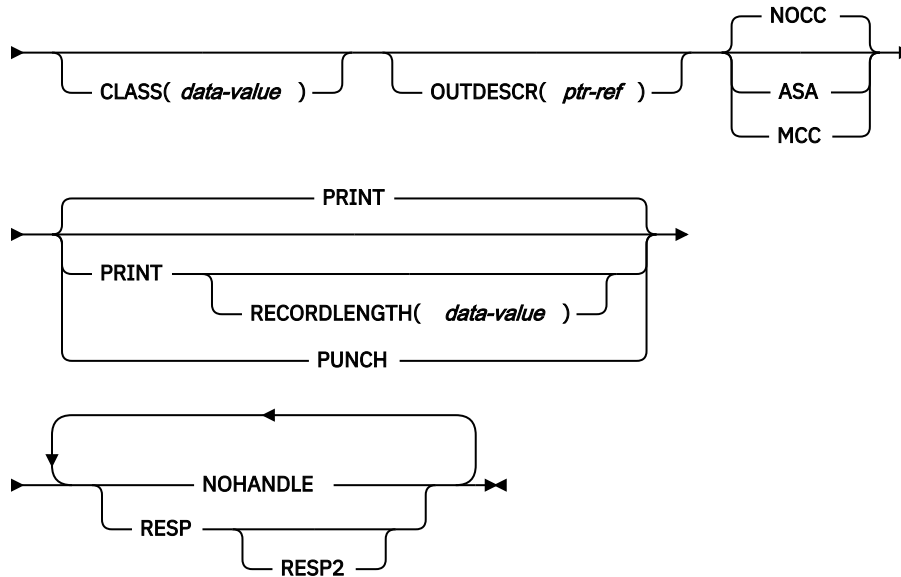 NOCC
CLASS( data-value )
OUTDESCR( ptr-ref )
ASA
MCC
PRINT
PRINT
RECORDLENGTH( data-value )
PUNCH
NOHANDLE
RESP
RESP2